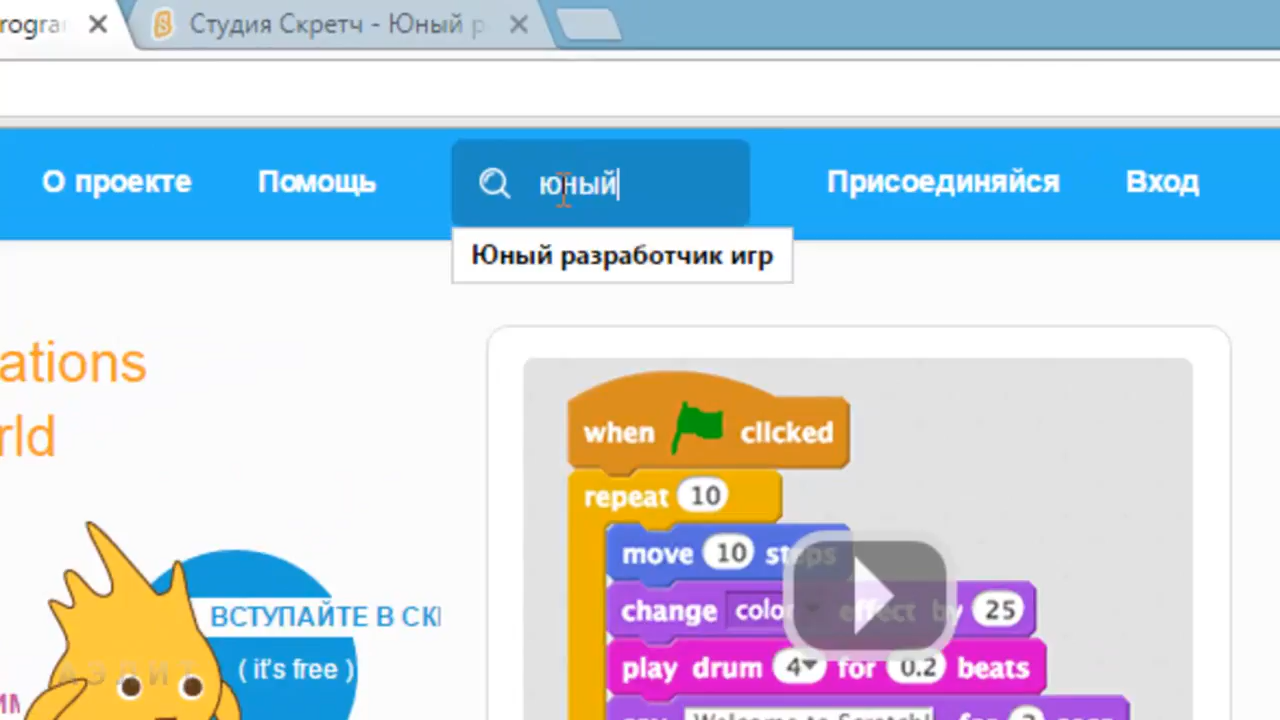 Студия Скретч - Юный р
О проекте
Помощь
юный
Присоединяйся
Вход
Юный разработчик игр
ations
rld
when clicked
repeat 10
move 10 steps
change color effect by 25
play drum 4 for 0.2 beats
ВСТУПАЙТЕ В СК
( it's free )